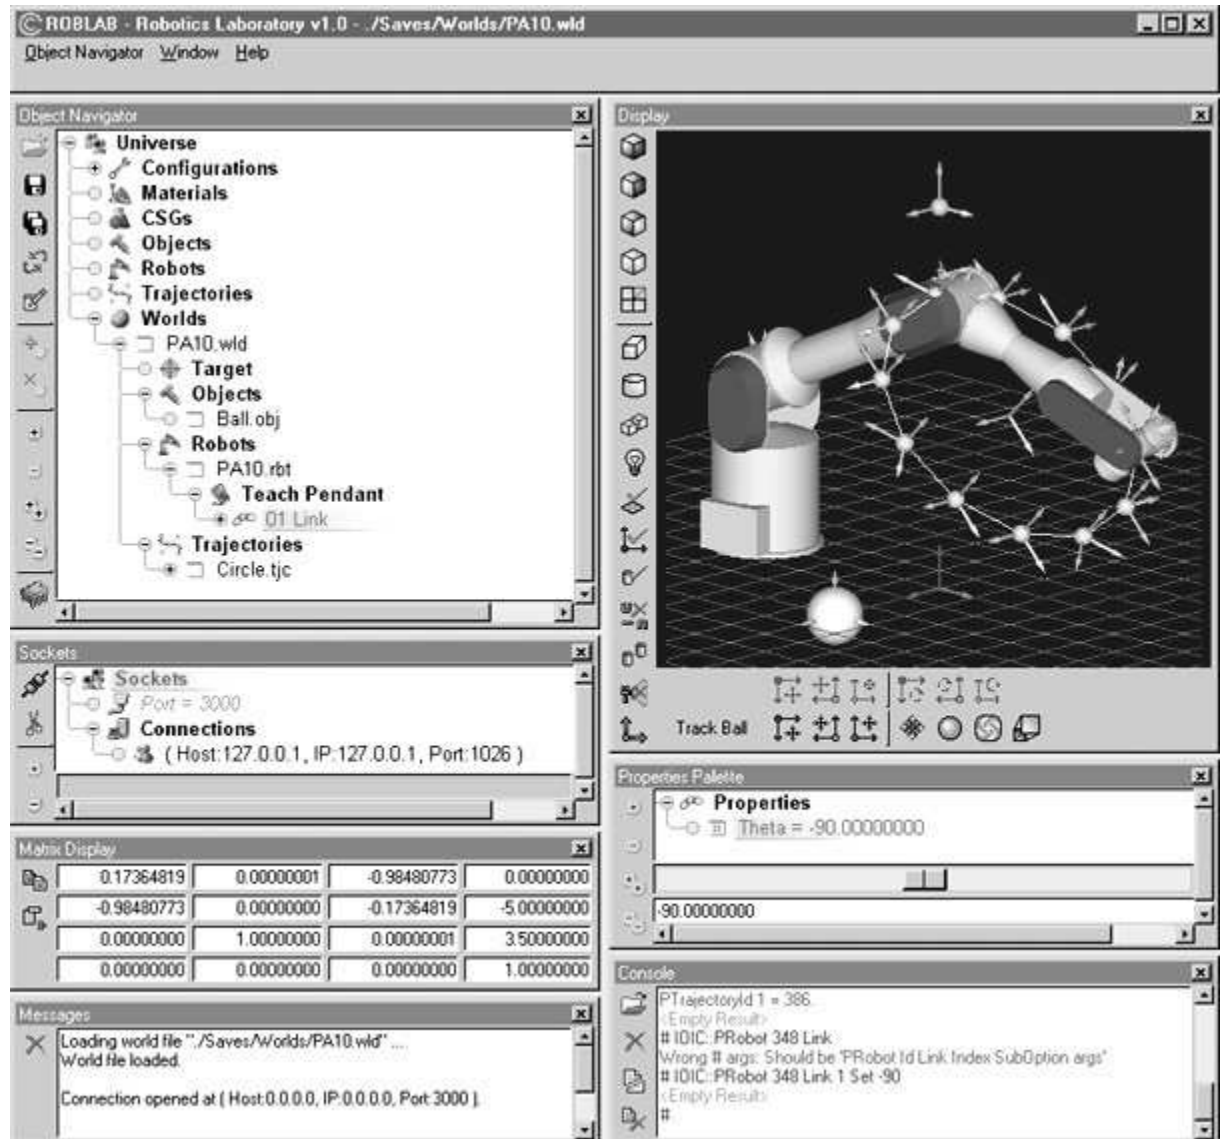 © ROBLAB - Robotics Laboratory v1.0 - ./Saves/Worlds/PA10.wld
Object Navigator Window Help
Object Navigator
Universe
Configurations
Materials
CSGs
Objects
Robots
Trajectories
Worlds
PA10.wld
Target
Objects
Ball.obj
Robots
PA10.rbt
Teach Pendant
01 Link
Trajectories
Circle.tjc
Sockets
Sockets
Port = 3000
Connections
( Host:127.0.0.1, IP:127.0.0.1, Port:1026 )
Matrix Display
0.17364819 0.00000001 -0.98480773 0.00000000
-0.98480773 0.00000000 -0.17364819 -5.00000000
0.00000000 1.00000000 0.00000001 3.50000000
0.00000000 0.00000000 0.00000000 1.00000000
Messages
Loading world file "./Saves/Worlds/PA10.wld" ...
World file loaded.
Connection opened at ( Host:0.0.0.0, IP:0.0.0.0, Port:3000 ).
Display
Track Ball
Properties Palette
Properties
Theta = -90.00000000
-90.00000000
Console
PTrajectoryId 1 = 386.
<Empty Result>
# IDIC::PRobot 348 Link
Wrong # args: Should be 'PRobot Id Link Index SubOption args'
# IDIC::PRobot 348 Link 1 Set -90
<Empty Result>
#